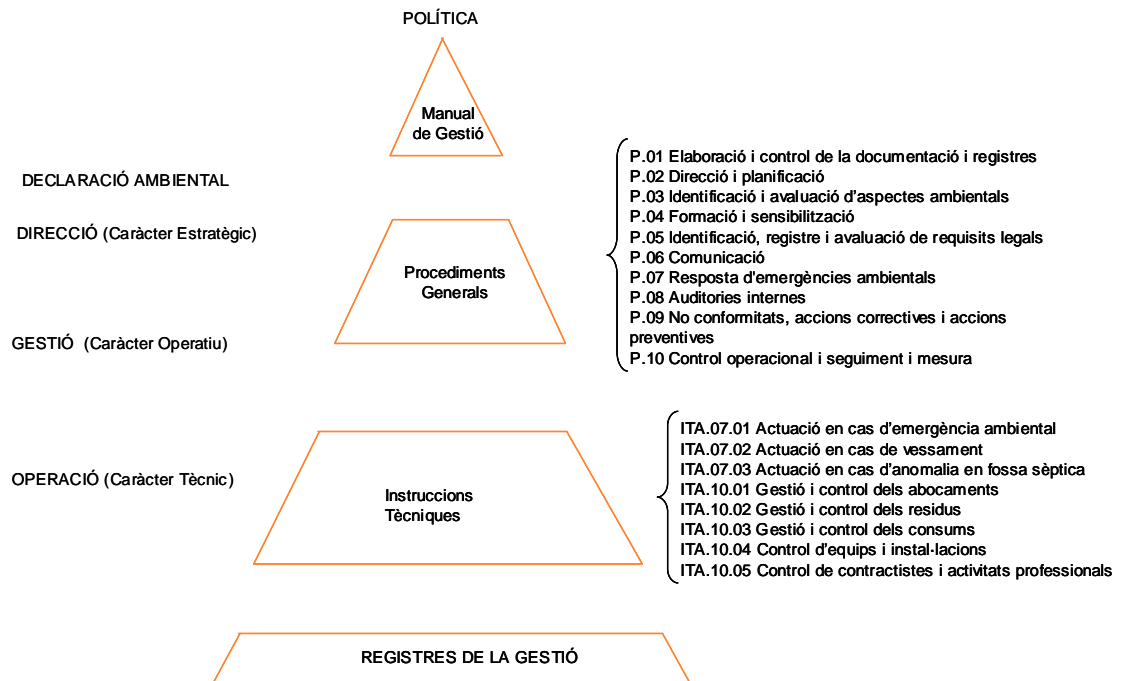 POLÍTICA
Manual
de Gestió
DECLARACIÓ AMBIENTAL
DIRECCIÓ (Caràcter Estratègic)
Procediments
Generals
GESTIÓ  (Caràcter Operatiu)
P.01 Elaboració i control de la documentació i registres
P.02 Direcció i planificació
P.03 Identificació i avaluació d’aspectes ambientals
P.04 Formació i sensibilització
P.05 Identificació, registre i avaluació de requisits legals
P.06 Comunicació
P.07 Resposta d'emergències ambientals
P.08 Auditories internes
P.09 No conformitats, accions correctives i accions
preventives
P.10 Control operacional i seguiment i mesura
OPERACIÓ (Caràcter Tècnic)
Instruccions
Tècniques
ITA.07.01 Actuació en cas d’emergència ambiental
ITA.07.02 Actuació en cas de vessament
ITA.07.03 Actuació en cas d’anomalia en fossa sèptica
ITA.10.01 Gestió i control dels abocaments
ITA.10.02 Gestió i control dels residus
ITA.10.03 Gestió i control dels consums
ITA.10.04 Control d’equips i instal·lacions
ITA.10.05 Control de contractistes i activitats professionals
REGISTRES DE LA GESTIÓ